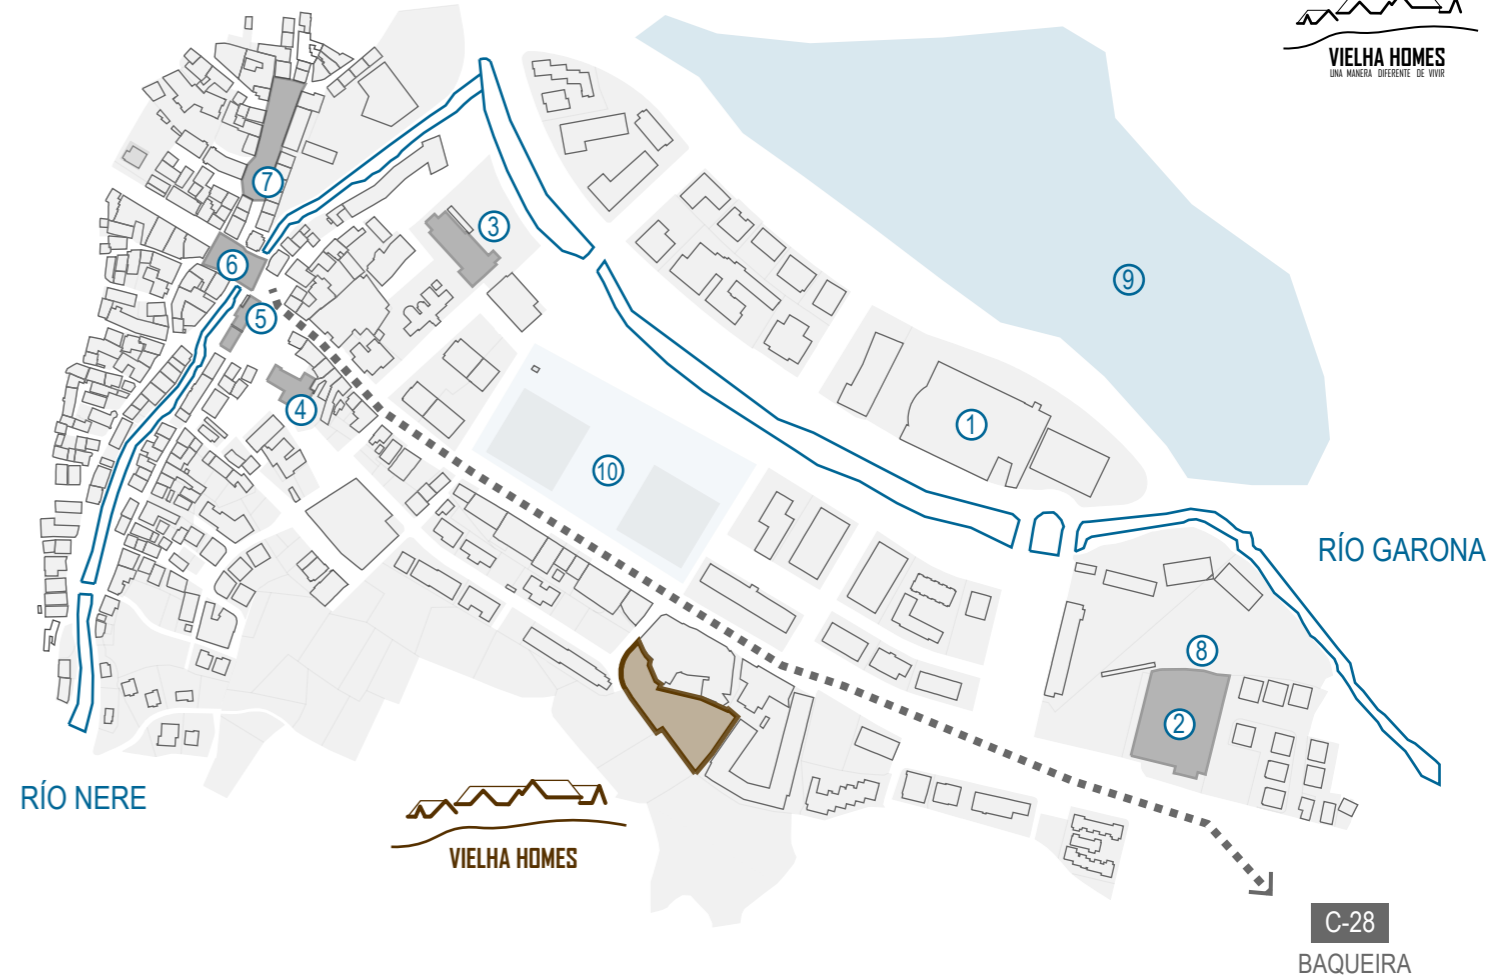 VIELHA HOMES
UNA MANERA DIFERENTE DE VIVIR
7
3
6
9
5
4
1
10
RÍO GARONA
8
2
RÍO NERE
VIELHA HOMES
C-28
BAQUEIRA